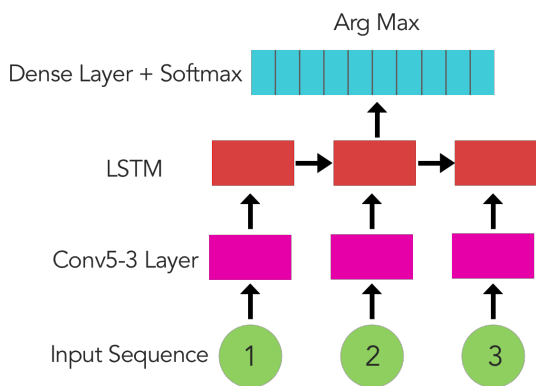 Arg Max
Dense Layer + Softmax
LSTM
Conv5-3 Layer
Input Sequence 1 2 3